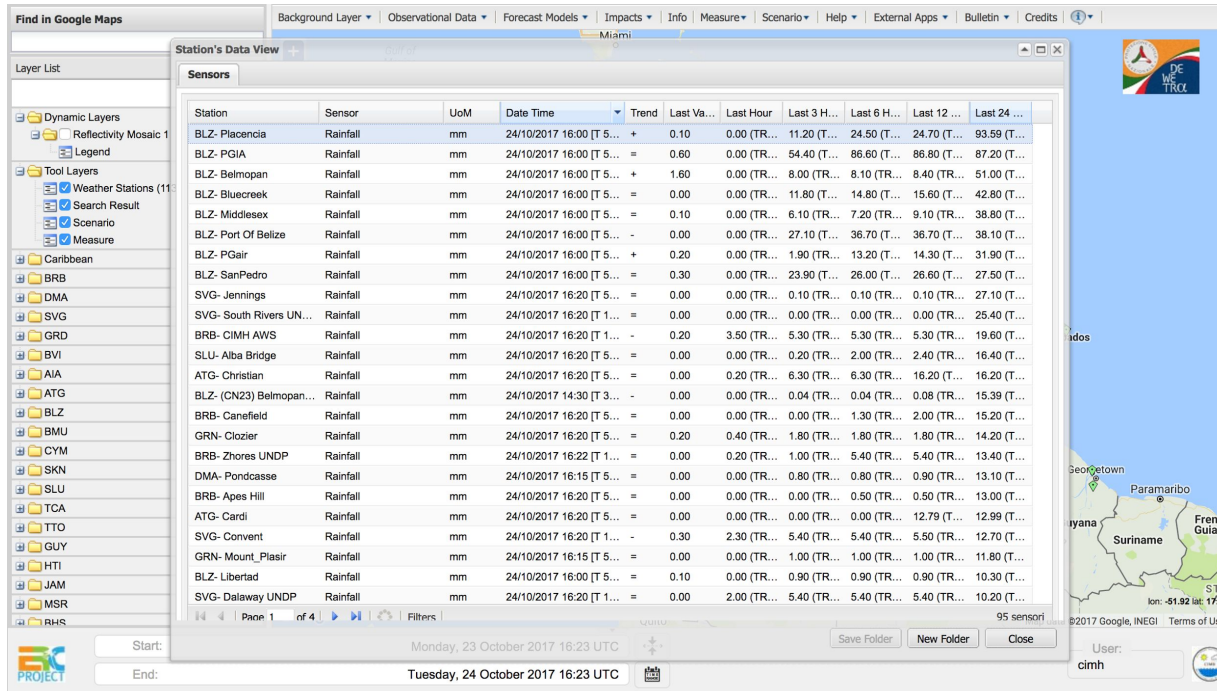 Find in Google Maps
Background Layer Observational Data Forecast Models Impacts Info Measure Scenario Help External Apps Bulletin Credits
Miami
Station's Data View
Layer List
Sensors
DEWETRA
Station Sensor UoM Date Time Trend Last Va... Last Hour Last 3 H... Last 6 H... Last 12 ... Last 24 ...
BLZ- Placencia Rainfall mm 24/10/2017 16:00 [T 5... + 0.10 0.00 (TR... 11.20 (T... 24.50 (T... 24.70 (T... 93.59 (T...
BLZ- PGIA Rainfall mm 24/10/2017 16:00 [T 5... = 0.60 0.00 (TR... 54.40 (T... 86.60 (T... 86.80 (T... 87.20 (T...
BLZ- Belmopan Rainfall mm 24/10/2017 16:00 [T 5... + 1.60 0.00 (TR... 8.00 (TR... 8.10 (TR... 8.40 (TR... 51.00 (T...
BLZ- Bluecreek Rainfall mm 24/10/2017 16:00 [T 5... = 0.00 0.00 (TR... 11.80 (T... 14.80 (T... 15.60 (T... 42.80 (T...
BLZ- Middlesex Rainfall mm 24/10/2017 16:00 [T 5... = 0.10 0.00 (TR... 6.10 (TR... 7.20 (TR... 9.10 (TR... 38.80 (T...
BLZ- Port Of Belize Rainfall mm 24/10/2017 16:00 [T 5... - 0.00 0.00 (TR... 27.10 (T... 36.70 (T... 36.70 (T... 38.10 (T...
BLZ- PGair Rainfall mm 24/10/2017 16:00 [T 5... + 0.20 0.00 (TR... 1.90 (TR... 13.20 (T... 14.30 (T... 31.90 (T...
BLZ- SanPedro Rainfall mm 24/10/2017 16:00 [T 5... = 0.30 0.00 (TR... 23.90 (T... 26.00 (T... 26.60 (T... 27.50 (T...
SVG- Jennings Rainfall mm 24/10/2017 16:20 [T 5... = 0.00 0.00 (TR... 0.10 (TR... 0.10 (TR... 0.10 (TR... 27.10 (T...
SVG- South Rivers UN... Rainfall mm 24/10/2017 16:20 [T 1... = 0.00 0.00 (TR... 0.00 (TR... 0.00 (TR... 0.00 (TR... 25.40 (T...
BRB- CIMH AWS Rainfall mm 24/10/2017 16:20 [T 1... - 0.20 3.50 (TR... 5.30 (TR... 5.30 (TR... 5.30 (TR... 19.60 (T...
SLU- Alba Bridge Rainfall mm 24/10/2017 16:20 [T 5... = 0.00 0.00 (TR... 0.20 (TR... 2.00 (TR... 2.40 (TR... 16.40 (T...
ATG- Christian Rainfall mm 24/10/2017 16:20 [T 5... = 0.00 0.20 (TR... 6.30 (TR... 6.30 (TR... 16.20 (T... 16.20 (T...
BLZ- (CN23) Belmopan... Rainfall mm 24/10/2017 14:30 [T 3... - 0.00 0.00 (TR... 0.04 (TR... 0.04 (TR... 0.08 (TR... 15.39 (T...
BRB- Canefield Rainfall mm 24/10/2017 16:20 [T 5... = 0.00 0.00 (TR... 0.00 (TR... 1.30 (TR... 2.00 (TR... 15.20 (T...
GRN- Clozier Rainfall mm 24/10/2017 16:20 [T 5... = 0.20 0.40 (TR... 1.80 (TR... 1.80 (TR... 1.80 (TR... 14.20 (T...
BRB- Zhores UNDP Rainfall mm 24/10/2017 16:22 [T 1... = 0.00 0.20 (TR... 1.00 (TR... 5.40 (TR... 5.40 (TR... 13.40 (T...
DMA- Pondcasse Rainfall mm 24/10/2017 16:15 [T 5... = 0.00 0.00 (TR... 0.80 (TR... 0.80 (TR... 0.90 (TR... 13.10 (T...
BRB- Apes Hill Rainfall mm 24/10/2017 16:20 [T 5... = 0.00 0.00 (TR... 0.00 (TR... 0.50 (TR... 0.50 (TR... 13.00 (T...
ATG- Cardi Rainfall mm 24/10/2017 16:20 [T 5... = 0.00 0.00 (TR... 0.00 (TR... 0.00 (TR... 12.79 (T... 12.99 (T...
SVG- Convent Rainfall mm 24/10/2017 16:20 [T 1... - 0.30 2.30 (TR... 5.40 (TR... 5.40 (TR... 5.50 (TR... 12.70 (T...
GRN- Mount_Plasir Rainfall mm 24/10/2017 16:15 [T 5... = 0.00 0.00 (TR... 1.00 (TR... 1.00 (TR... 1.00 (TR... 11.80 (T...
BLZ- Libertad Rainfall mm 24/10/2017 16:00 [T 5... = 0.10 0.00 (TR... 0.90 (TR... 0.90 (TR... 0.90 (TR... 10.30 (T...
SVG- Dalaway UNDP Rainfall mm 24/10/2017 16:20 [T 1... = 0.00 2.00 (TR... 5.40 (TR... 5.40 (TR... 5.40 (TR... 10.20 (T...
Page 1 of 4 Filters 95 sensori
Save Folder New Folder Close
Dynamic Layers
Reflectivity Mosaic 1
Legend
Tool Layers
Weather Stations (113
Search Result
Scenario
Measure
Caribbean
BRB
DMA
SVG
GRD
BVI
AIA
ATG
BLZ
BMU
CYM
SKN
SLU
TCA
TTO
GUY
HTI
JAM
MSR
BHS
ados
Georgetown
Paramaribo
uyana
Suriname
Fren
Guia
lon: -51.92 lat: 17
©2017 Google, INEGI Terms of Us
ERC PROJECT
Start: Monday, 23 October 2017 16:23 UTC
End: Tuesday, 24 October 2017 16:23 UTC
User:
cimh